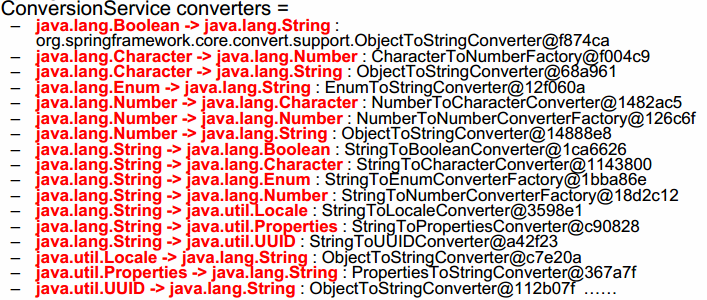 ConversionService converters =
– java.lang.Boolean -> java.lang.String :
org.springframework.core.convert.support.ObjectToStringConverter@f874ca
– java.lang.Character -> java.lang.Number : CharacterToNumberFactory@f004c9
– java.lang.Character -> java.lang.String : ObjectToStringConverter@68a961
– java.lang.Enum -> java.lang.String : EnumToStringConverter@12f060a
– java.lang.Number -> java.lang.Character : NumberToCharacterConverter@1482ac5
– java.lang.Number -> java.lang.Number : NumberToNumberConverterFactory@126c6f
– java.lang.Number -> java.lang.String : ObjectToStringConverter@14888e8
– java.lang.String -> java.lang.Boolean : StringToBooleanConverter@1ca6626
– java.lang.String -> java.lang.Character : StringToCharacterConverter@1143800
– java.lang.String -> java.lang.Enum : StringToEnumConverterFactory@1bba86e
– java.lang.String -> java.lang.Number : StringToNumberConverterFactory@18d2c12
– java.lang.String -> java.util.Locale : StringToLocaleConverter@3598e1
– java.lang.String -> java.util.Properties : StringToPropertiesConverter@c90828
– java.lang.String -> java.util.UUID : StringToUUIDConverter@a42f23
– java.util.Locale -> java.lang.String : ObjectToStringConverter@c7e20a
– java.util.Properties -> java.lang.String : PropertiesToStringConverter@367a7f
– java.util.UUID -> java.lang.String : ObjectToStringConverter@112b07f ……